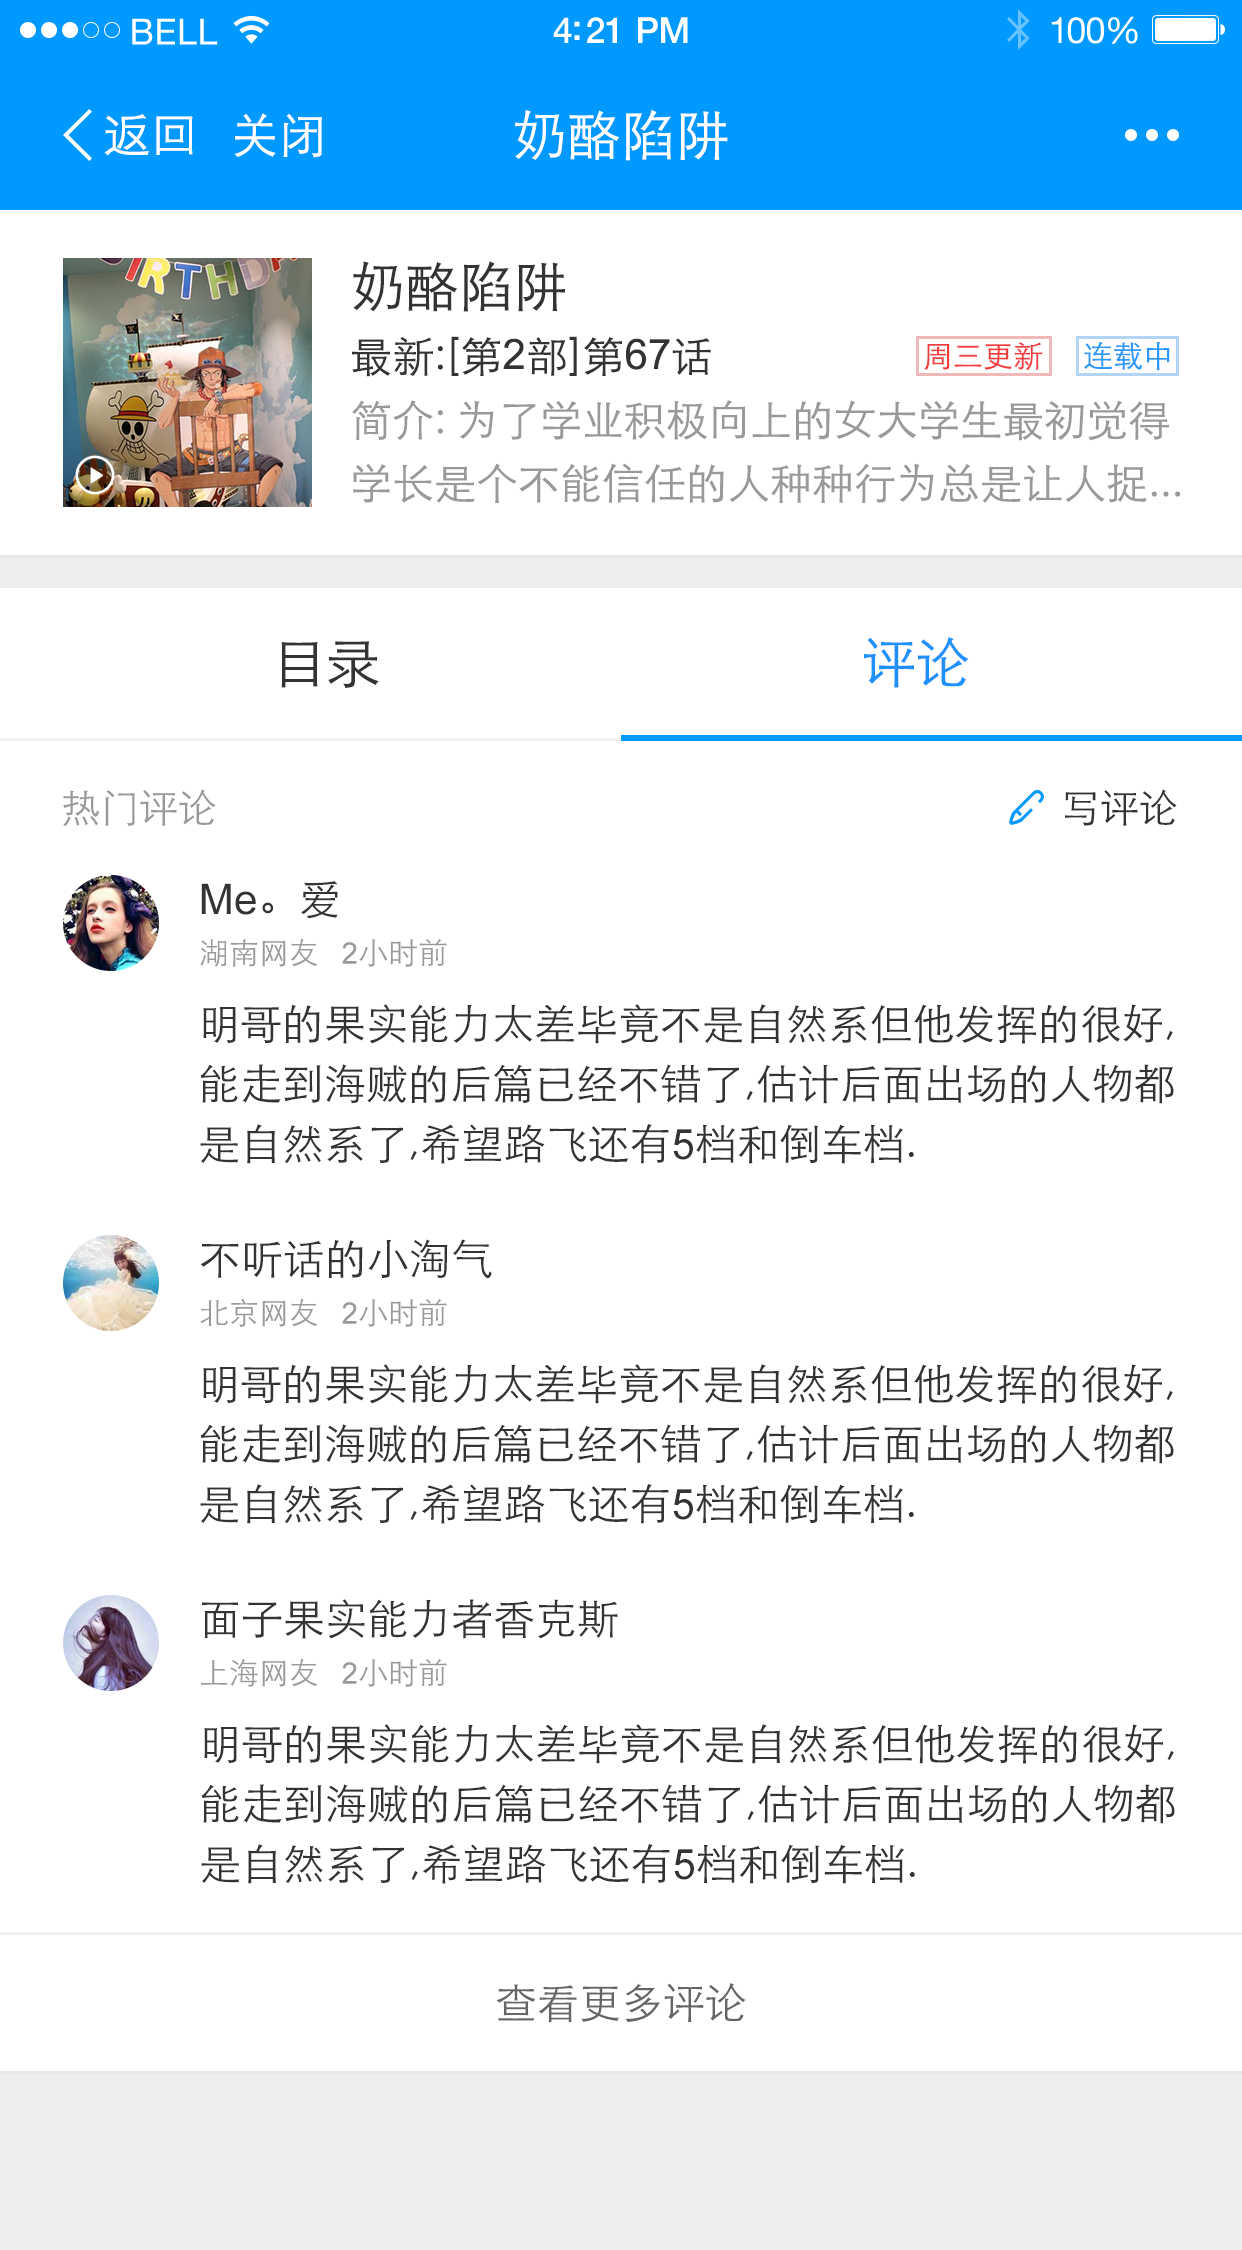 BELL 4:21 PM 100%
返回 关闭 奶酪陷阱
BIRTHDA
奶酪陷阱
最新:[第2部]第67话 周三更新 连载中
简介: 为了学业积极向上的女大学生最初觉得
学长是个不能信任的人种种行为总是让人捉...
目录 评论
热门评论 写评论
Me。爱
湖南网友 2小时前
明哥的果实能力太差毕竟不是自然系但他发挥的很好,
能走到海贼的后篇已经不错了,估计后面出场的人物都
是自然系了,希望路飞还有5档和倒车档.
不听话的小淘气
北京网友 2小时前
明哥的果实能力太差毕竟不是自然系但他发挥的很好,
能走到海贼的后篇已经不错了,估计后面出场的人物都
是自然系了,希望路飞还有5档和倒车档.
面子果实能力者香克斯
上海网友 2小时前
明哥的果实能力太差毕竟不是自然系但他发挥的很好,
能走到海贼的后篇已经不错了,估计后面出场的人物都
是自然系了,希望路飞还有5档和倒车档.
查看更多评论